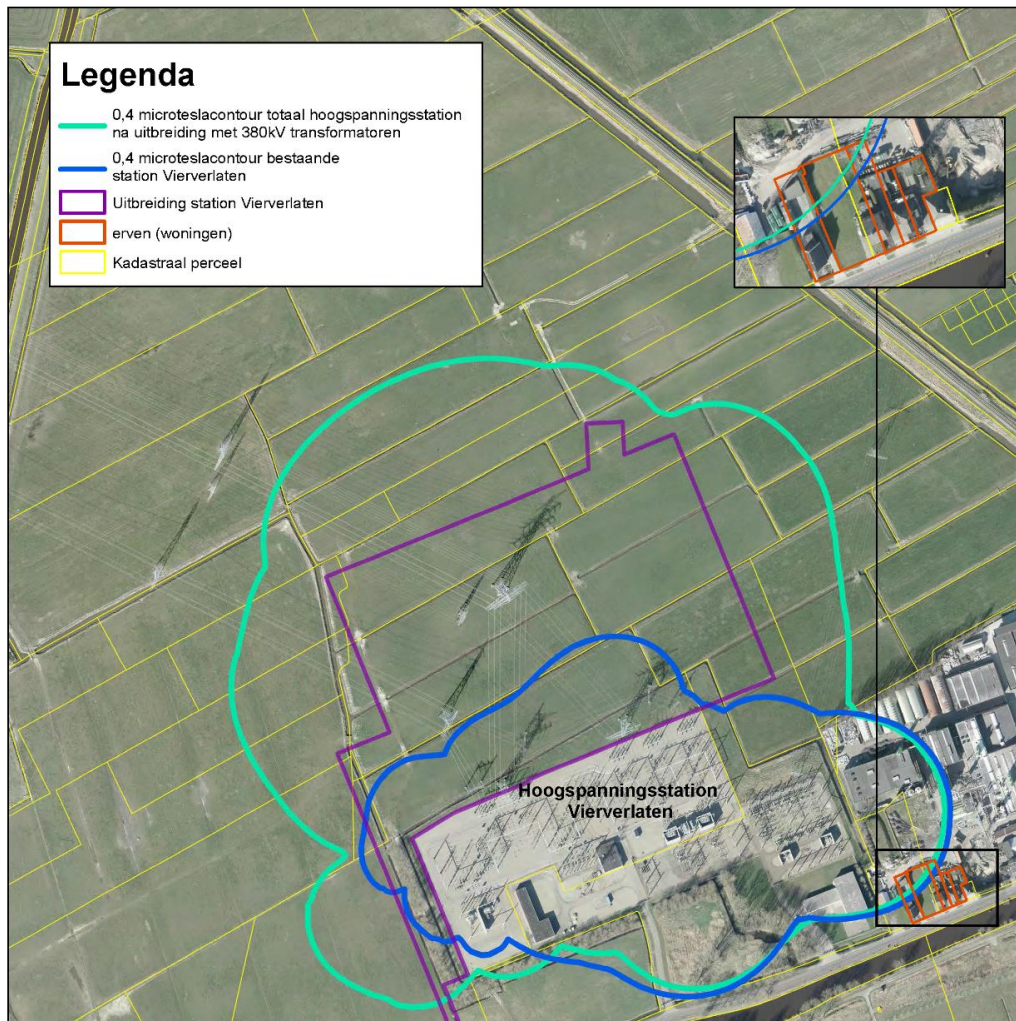 Legenda
0,4 microteslacontour totaal hoogspanningsstation
na uitbreiding met 380kV transformatoren
0,4 microteslacontour bestaande
station Vierverlaten
Uitbreiding station Vierverlaten
erven (woningen)
Kadastraal perceel
Hoogspanningsstation
Vierverlaten